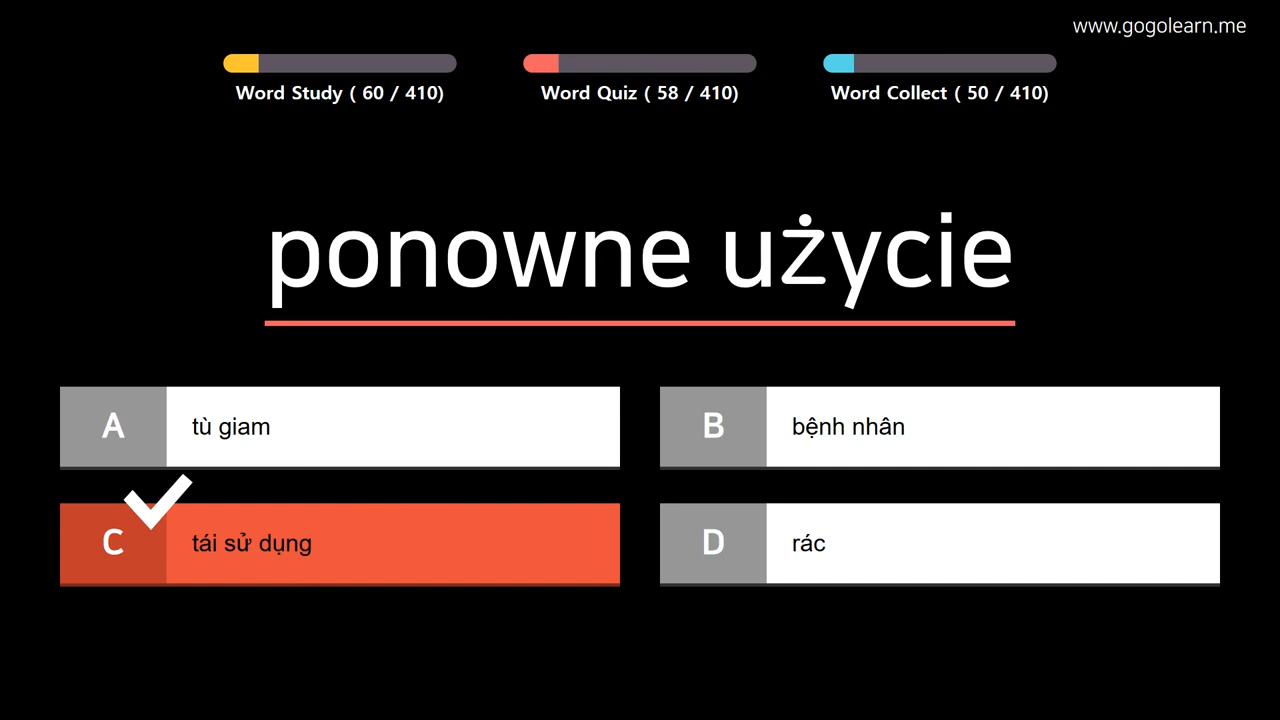 www.gogolearn.me
Word Study ( 60 / 410)
Word Quiz ( 58 / 410)
Word Collect ( 50 / 410)
ponowne użycie
A
tù giam
B
bệnh nhân
C
tái sử dụng
D
rác